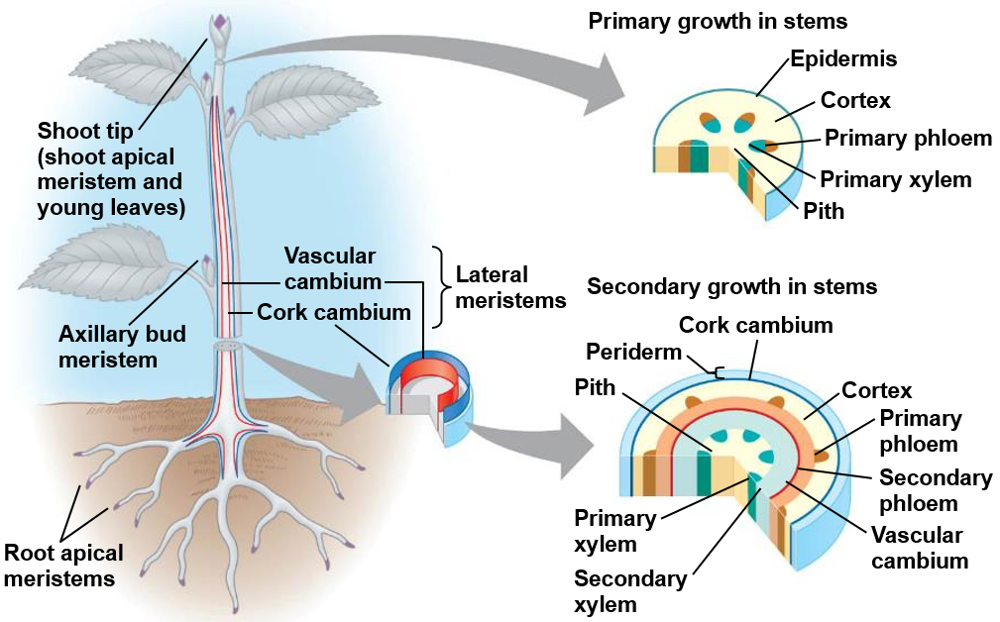 Primary growth in stems
Epidermis
Cortex
Primary phloem
Primary xylem
Pith
Shoot tip
(shoot apical
meristem and
young leaves)
Vascular
cambium
Cork cambium
Lateral
meristems
Axillary bud
meristem
Root apical
meristems
Secondary growth in stems
Cork cambium
Periderm
Pith
Cortex
Primary
phloem
Secondary
phloem
Vascular
cambium
Primary
xylem
Secondary
xylem